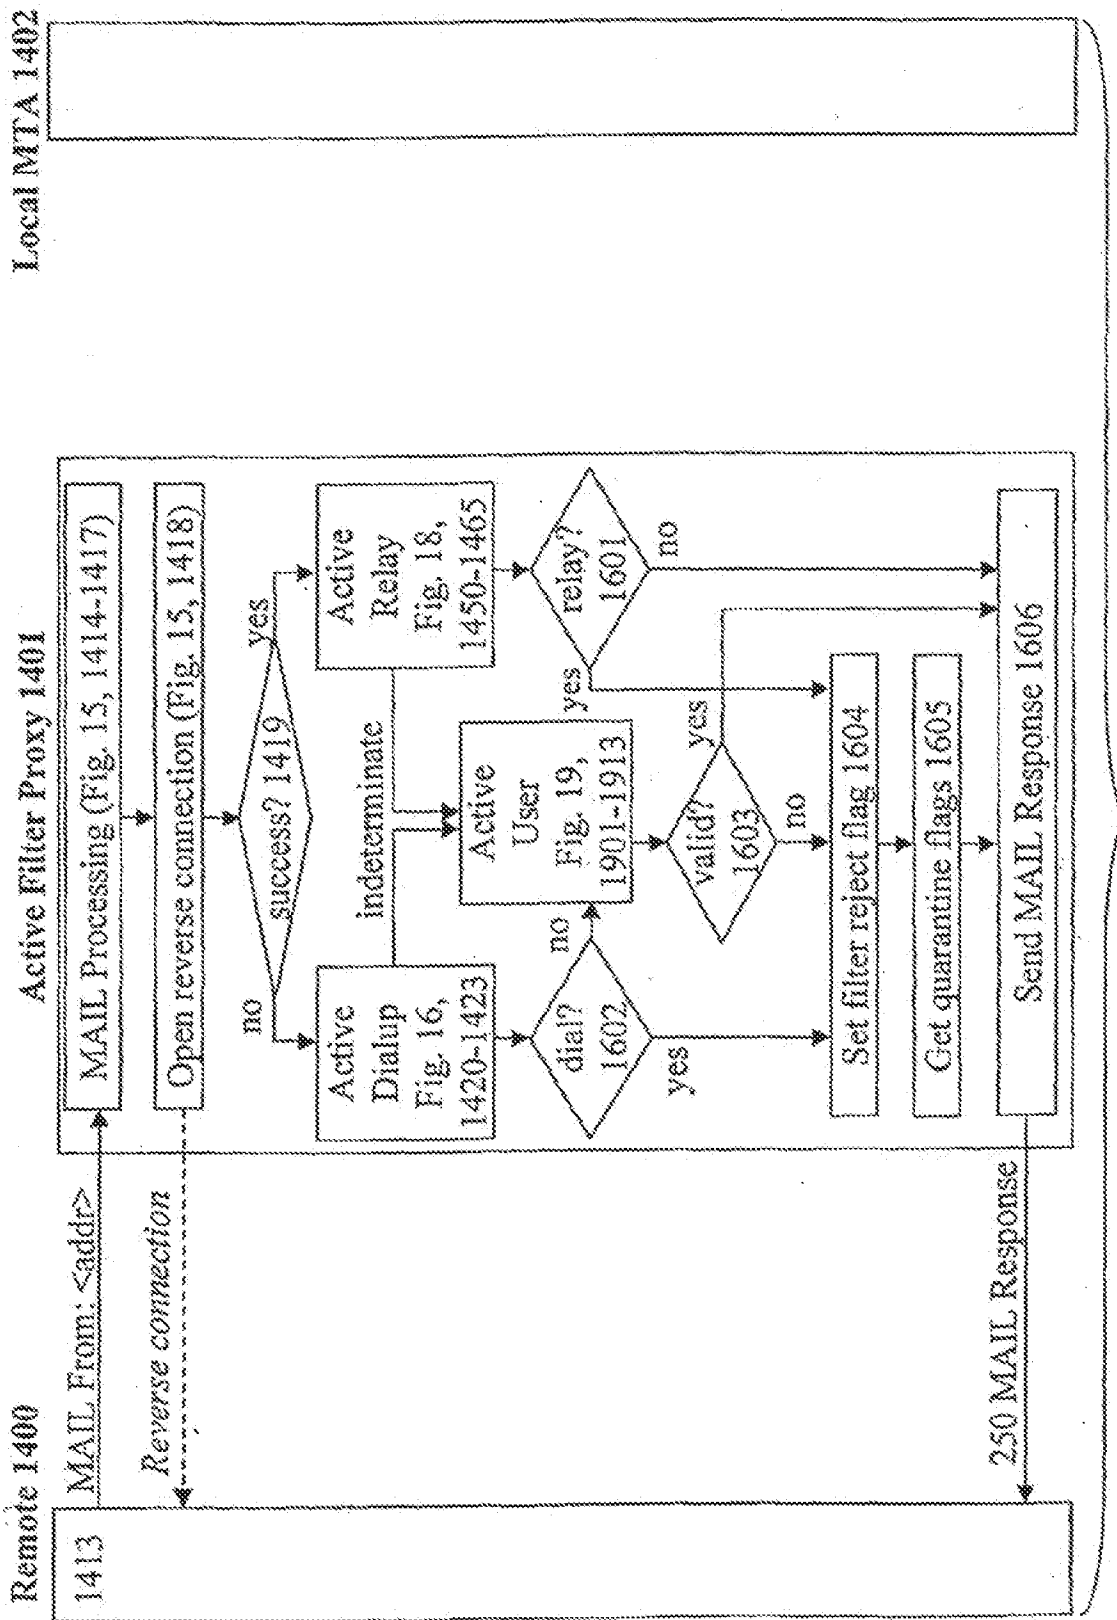 Remote 1400
Active Filter Proxy 1401
Local MTA 1402
1413
MAIL From: <addr>
MAIL Processing (Fig. 15, 1414-1417)
Reverse connection
Open reverse connection (Fig. 15, 1418)
success? 1419
no
yes
Active
Dialup
Fig. 16,
1420-1423
indeterminate
Active
Relay
Fig. 18,
1450-1465
Active
User
Fig. 19,
1901-1913
dial?
1602
no
yes
relay?
1601
yes
no
valid?
1603
yes
no
Set filter reject flag 1604
Get quarantine flags 1605
Send MAIL Response 1606
250 MAIL Response